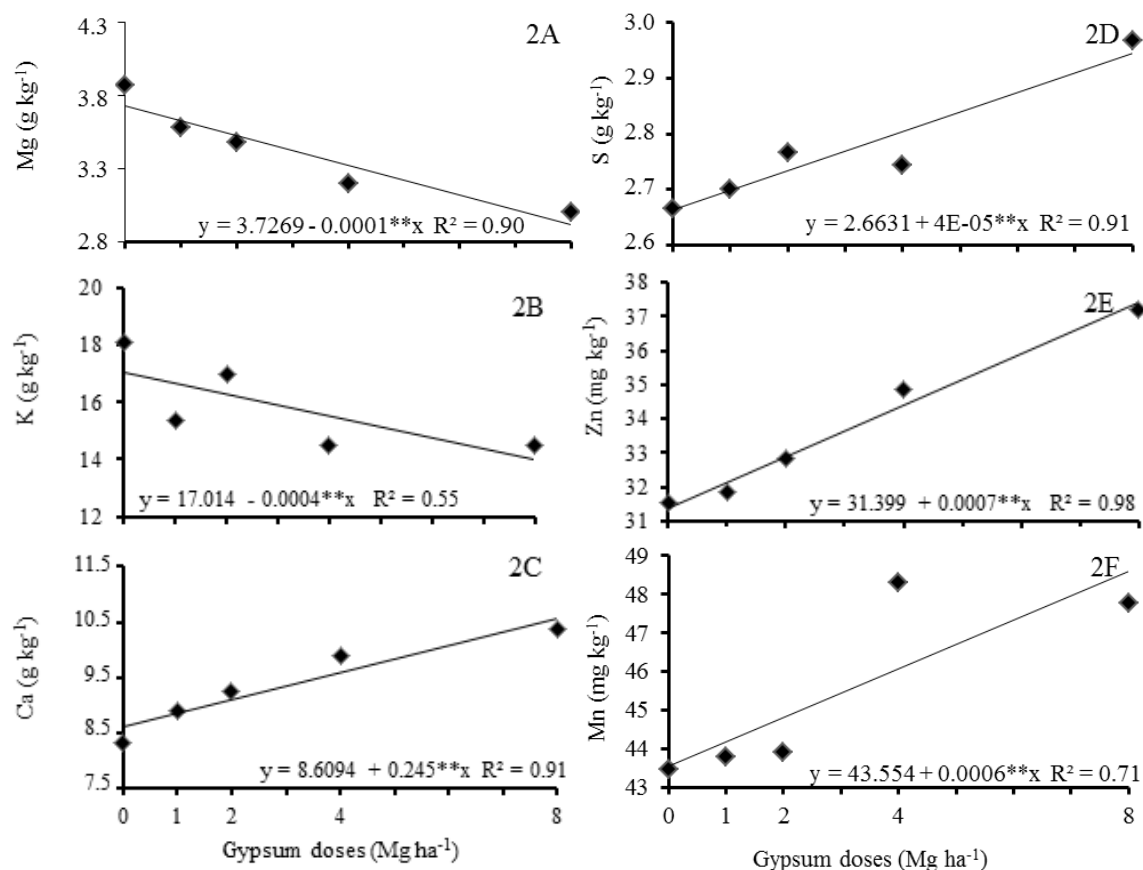 2A
Mg (g kg-1)
4.3
3.8
3.3
2.8
y = 3.7269 - 0.0001**x R² = 0.90
2D
S (g kg-1)
3.0
2.9
2.8
2.7
2.6
y = 2.6631 + 4E-05**x R² = 0.91
2B
K (g kg-1)
20
18
16
14
12
y = 17.014 - 0.0004**x R² = 0.55
2E
Zn (mg kg-1)
38
37
36
35
34
33
32
31
y = 31.399 + 0.0007**x R² = 0.98
2C
Ca (g kg-1)
11.5
10.5
9.5
8.5
7.5
y = 8.6094 + 0.245**x R² = 0.91
0 1 2 4 8
Gypsum doses (Mg ha-1)
2F
Mn (mg kg-1)
49
48
47
46
45
44
43
y = 43.554 + 0.0006**x R² = 0.71
0 1 2 4 8
Gypsum doses (Mg ha-1)